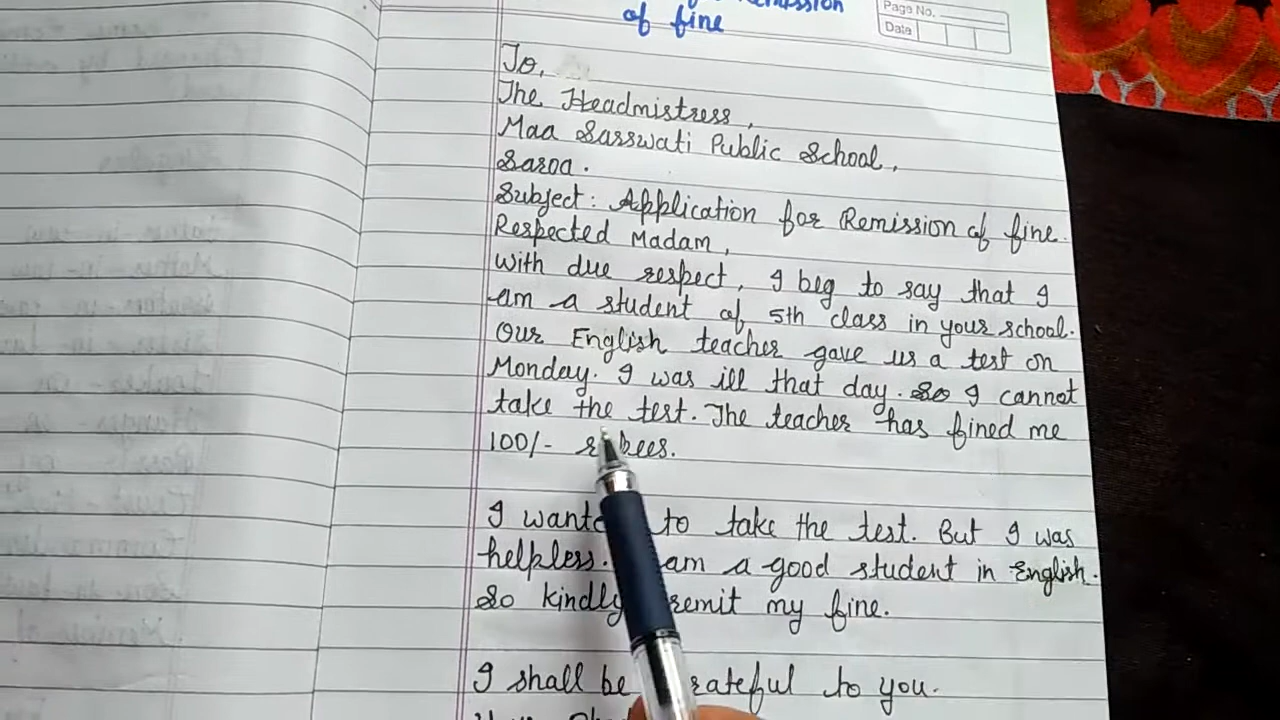 Remission
of fine
Page No.
Date
To,
The Headmistress,
Maa Sarswati Public School,
Saroa.
Subject: Application for Remission of fine.
Respected Madam,
With due respect, I beg to say that I
am a student of 5th class in your school.
Our English teacher gave us a test on
Monday. I was ill that day. So I cannot
take the test. The teacher has fined me
100/-
I to take the test. But I was
helpless. am a good student in English.
So kindly remit my fine.
I shall be to you.